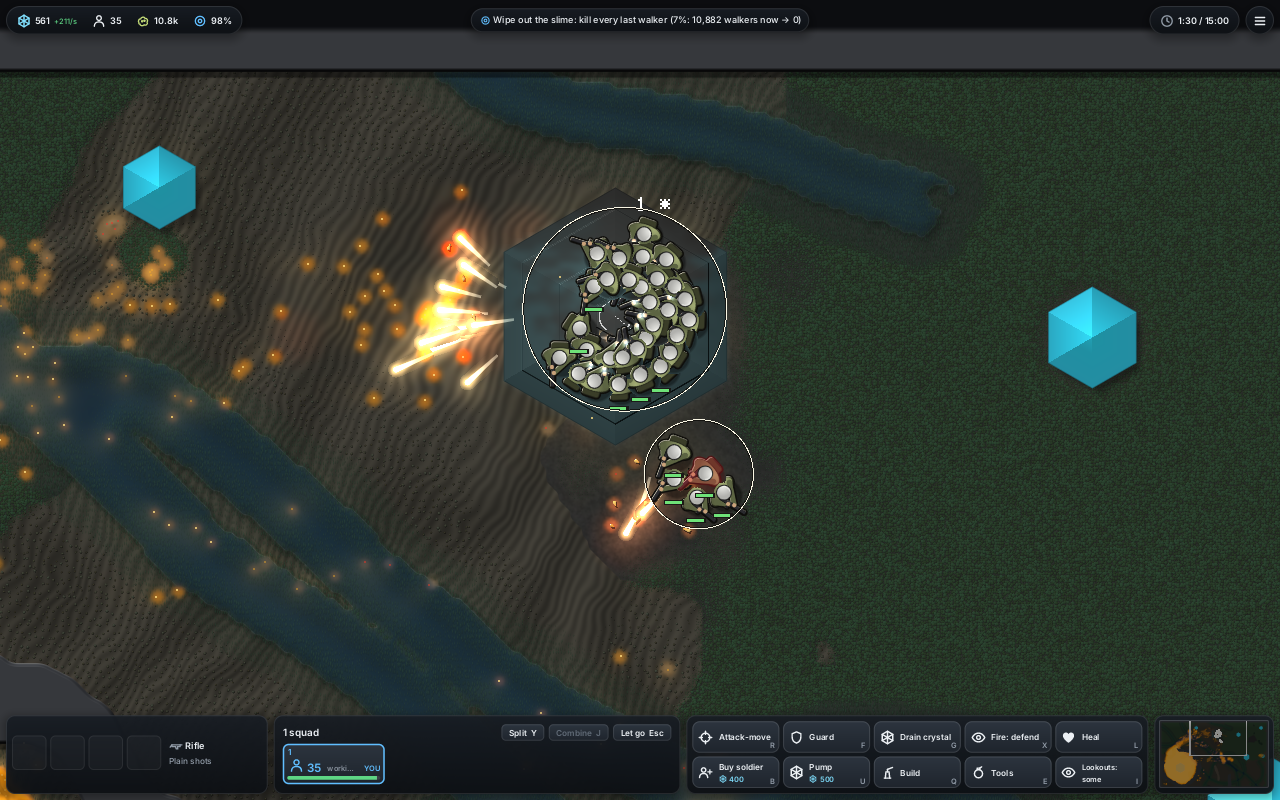 561 +211/s 35 10.8k 98%
Wipe out the slime: kill every last walker (7%: 10,882 walkers now → 0)
1:30 / 15:00
1
Rifle
Plain shots
1 squad
Split Y
Combine J
Let go Esc
1
35 worki... YOU
Attack-move R
Guard F
Drain crystal G
Fire: defend X
Heal L
Buy soldier 400 B
Pump 500 U
Build Q
Tools E
Lookouts: some I